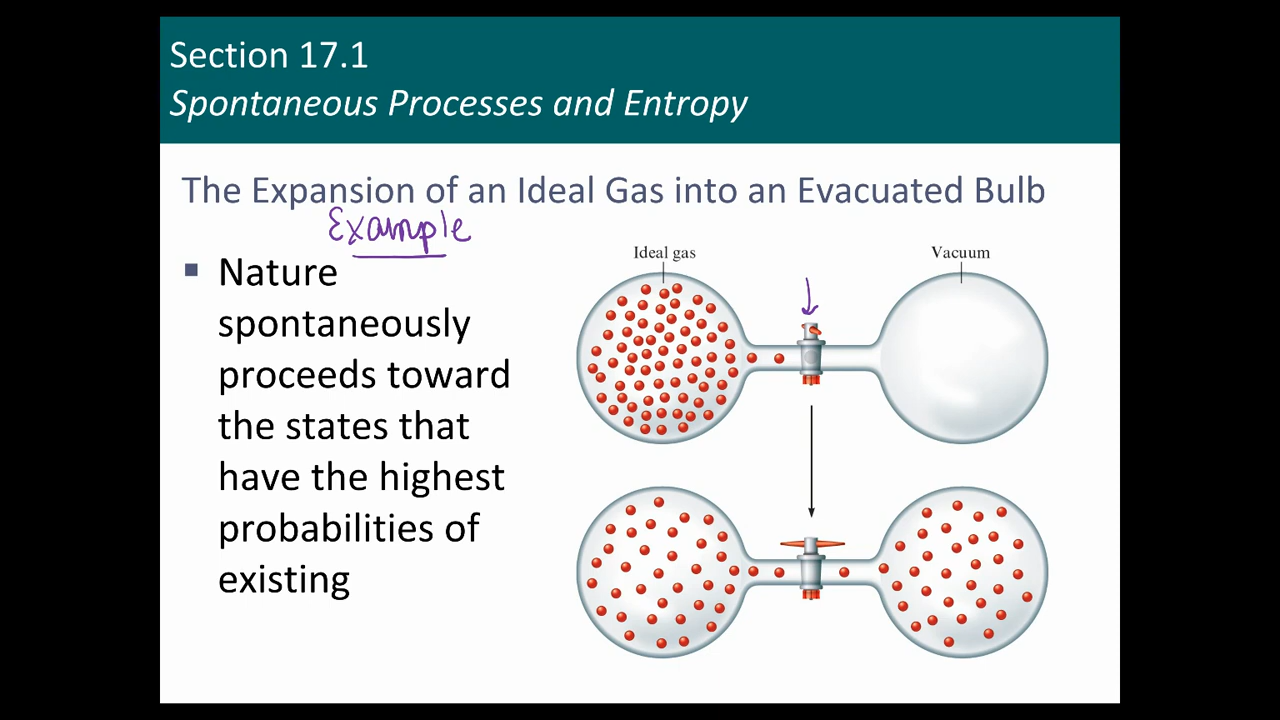 Section 17.1
Spontaneous Processes and Entropy
The Expansion of an Ideal Gas into an Evacuated Bulb
Example
Nature
spontaneously
proceeds toward
the states that
have the highest
probabilities of
existing
Ideal gas
Vacuum